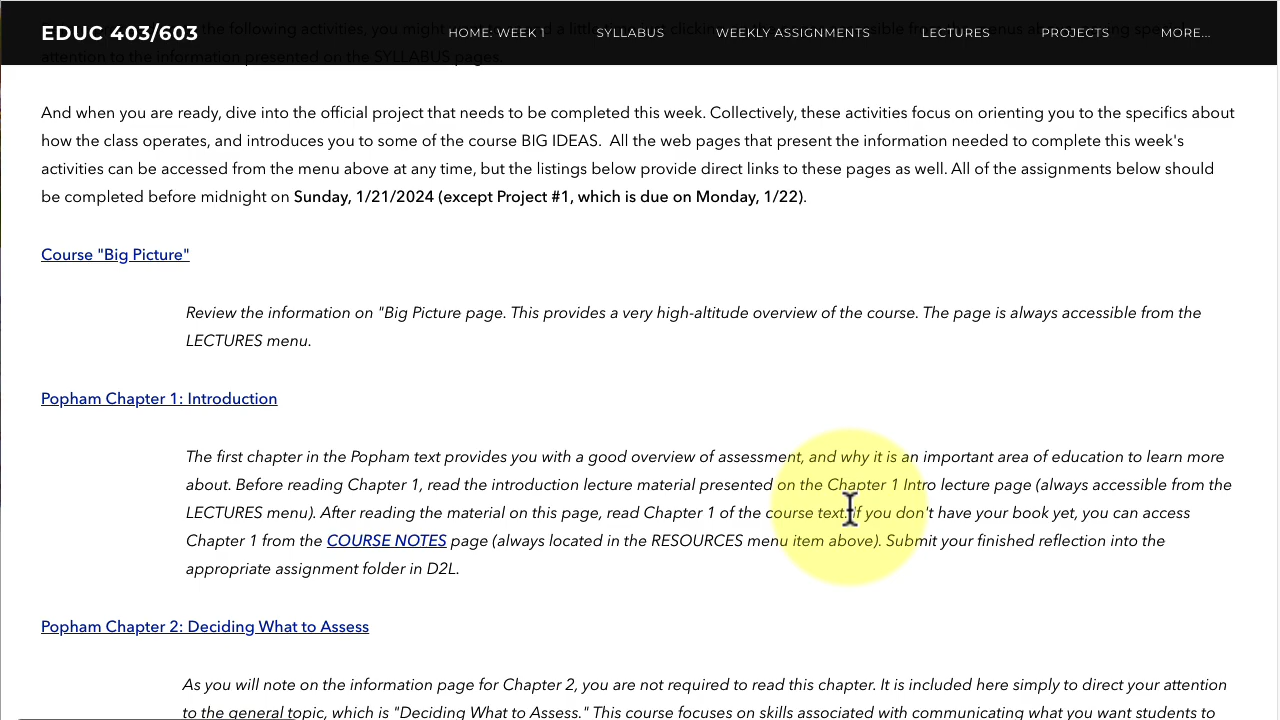 EDUC 403/603
HOME: WEEK 1 SYLLABUS WEEKLY ASSIGNMENTS LECTURES PROJECTS MORE...
the following activities, you might
attention to the information presented on the SYLLABUS pages.
And when you are ready, dive into the official project that needs to be completed this week. Collectively, these activities focus on orienting you to the specifics about
how the class operates, and introduces you to some of the course BIG IDEAS.  All the web pages that present the information needed to complete this week's
activities can be accessed from the menu above at any time, but the listings below provide direct links to these pages as well. All of the assignments below should
be completed before midnight on Sunday, 1/21/2024 (except Project #1, which is due on Monday, 1/22).
Course "Big Picture"
Review the information on "Big Picture page. This provides a very high-altitude overview of the course. The page is always accessible from the
LECTURES menu.
Popham Chapter 1: Introduction
The first chapter in the Popham text provides you with a good overview of assessment, and why it is an important area of education to learn more
about. Before reading Chapter 1, read the introduction lecture material presented on the Chapter 1 Intro lecture page (always accessible from the
LECTURES menu). After reading the material on this page, read Chapter 1 of the course text. If you don't have your book yet, you can access
Chapter 1 from the COURSE NOTES page (always located in the RESOURCES menu item above). Submit your finished reflection into the
appropriate assignment folder in D2L.
Popham Chapter 2: Deciding What to Assess
As you will note on the information page for Chapter 2, you are not required to read this chapter. It is included here simply to direct your attention
to the general topic, which is "Deciding What to Assess." This course focuses on skills associated with communicating what you want students to